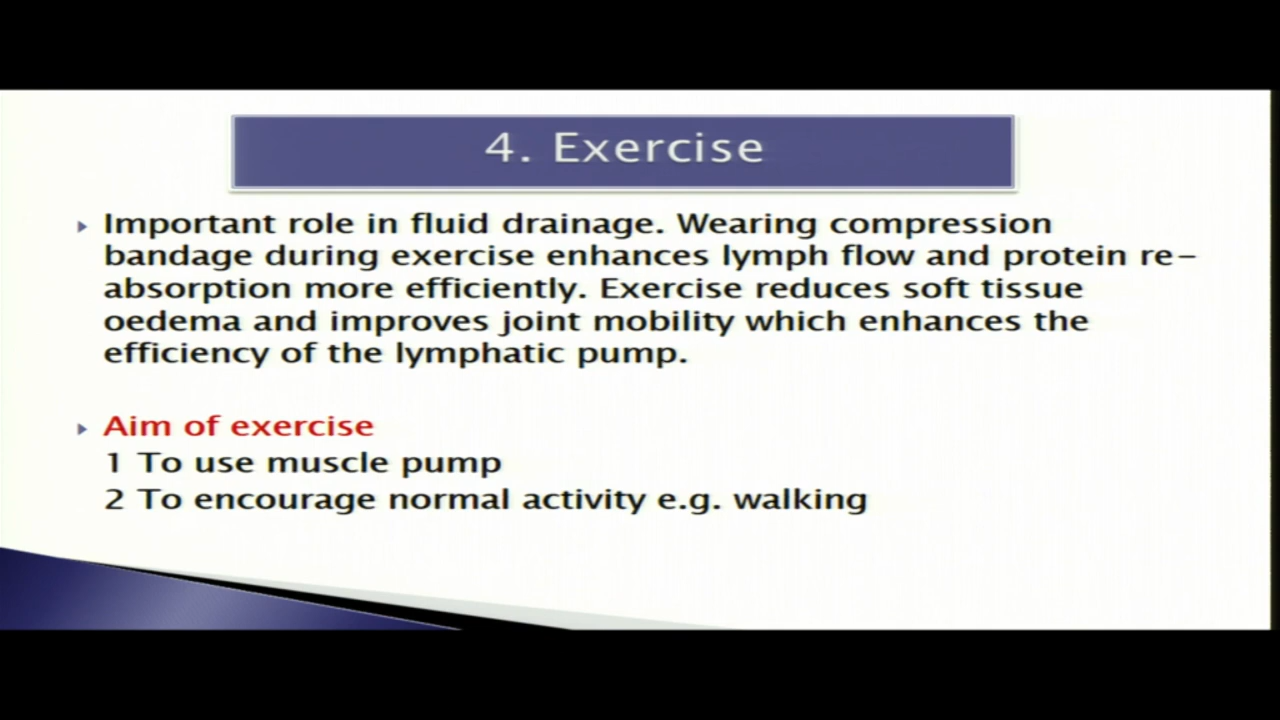 4. Exercise
Important role in fluid drainage. Wearing compression
bandage during exercise enhances lymph flow and protein re-
absorption more efficiently. Exercise reduces soft tissue
oedema and improves joint mobility which enhances the
efficiency of the lymphatic pump.
Aim of exercise
1 To use muscle pump
2 To encourage normal activity e.g. walking